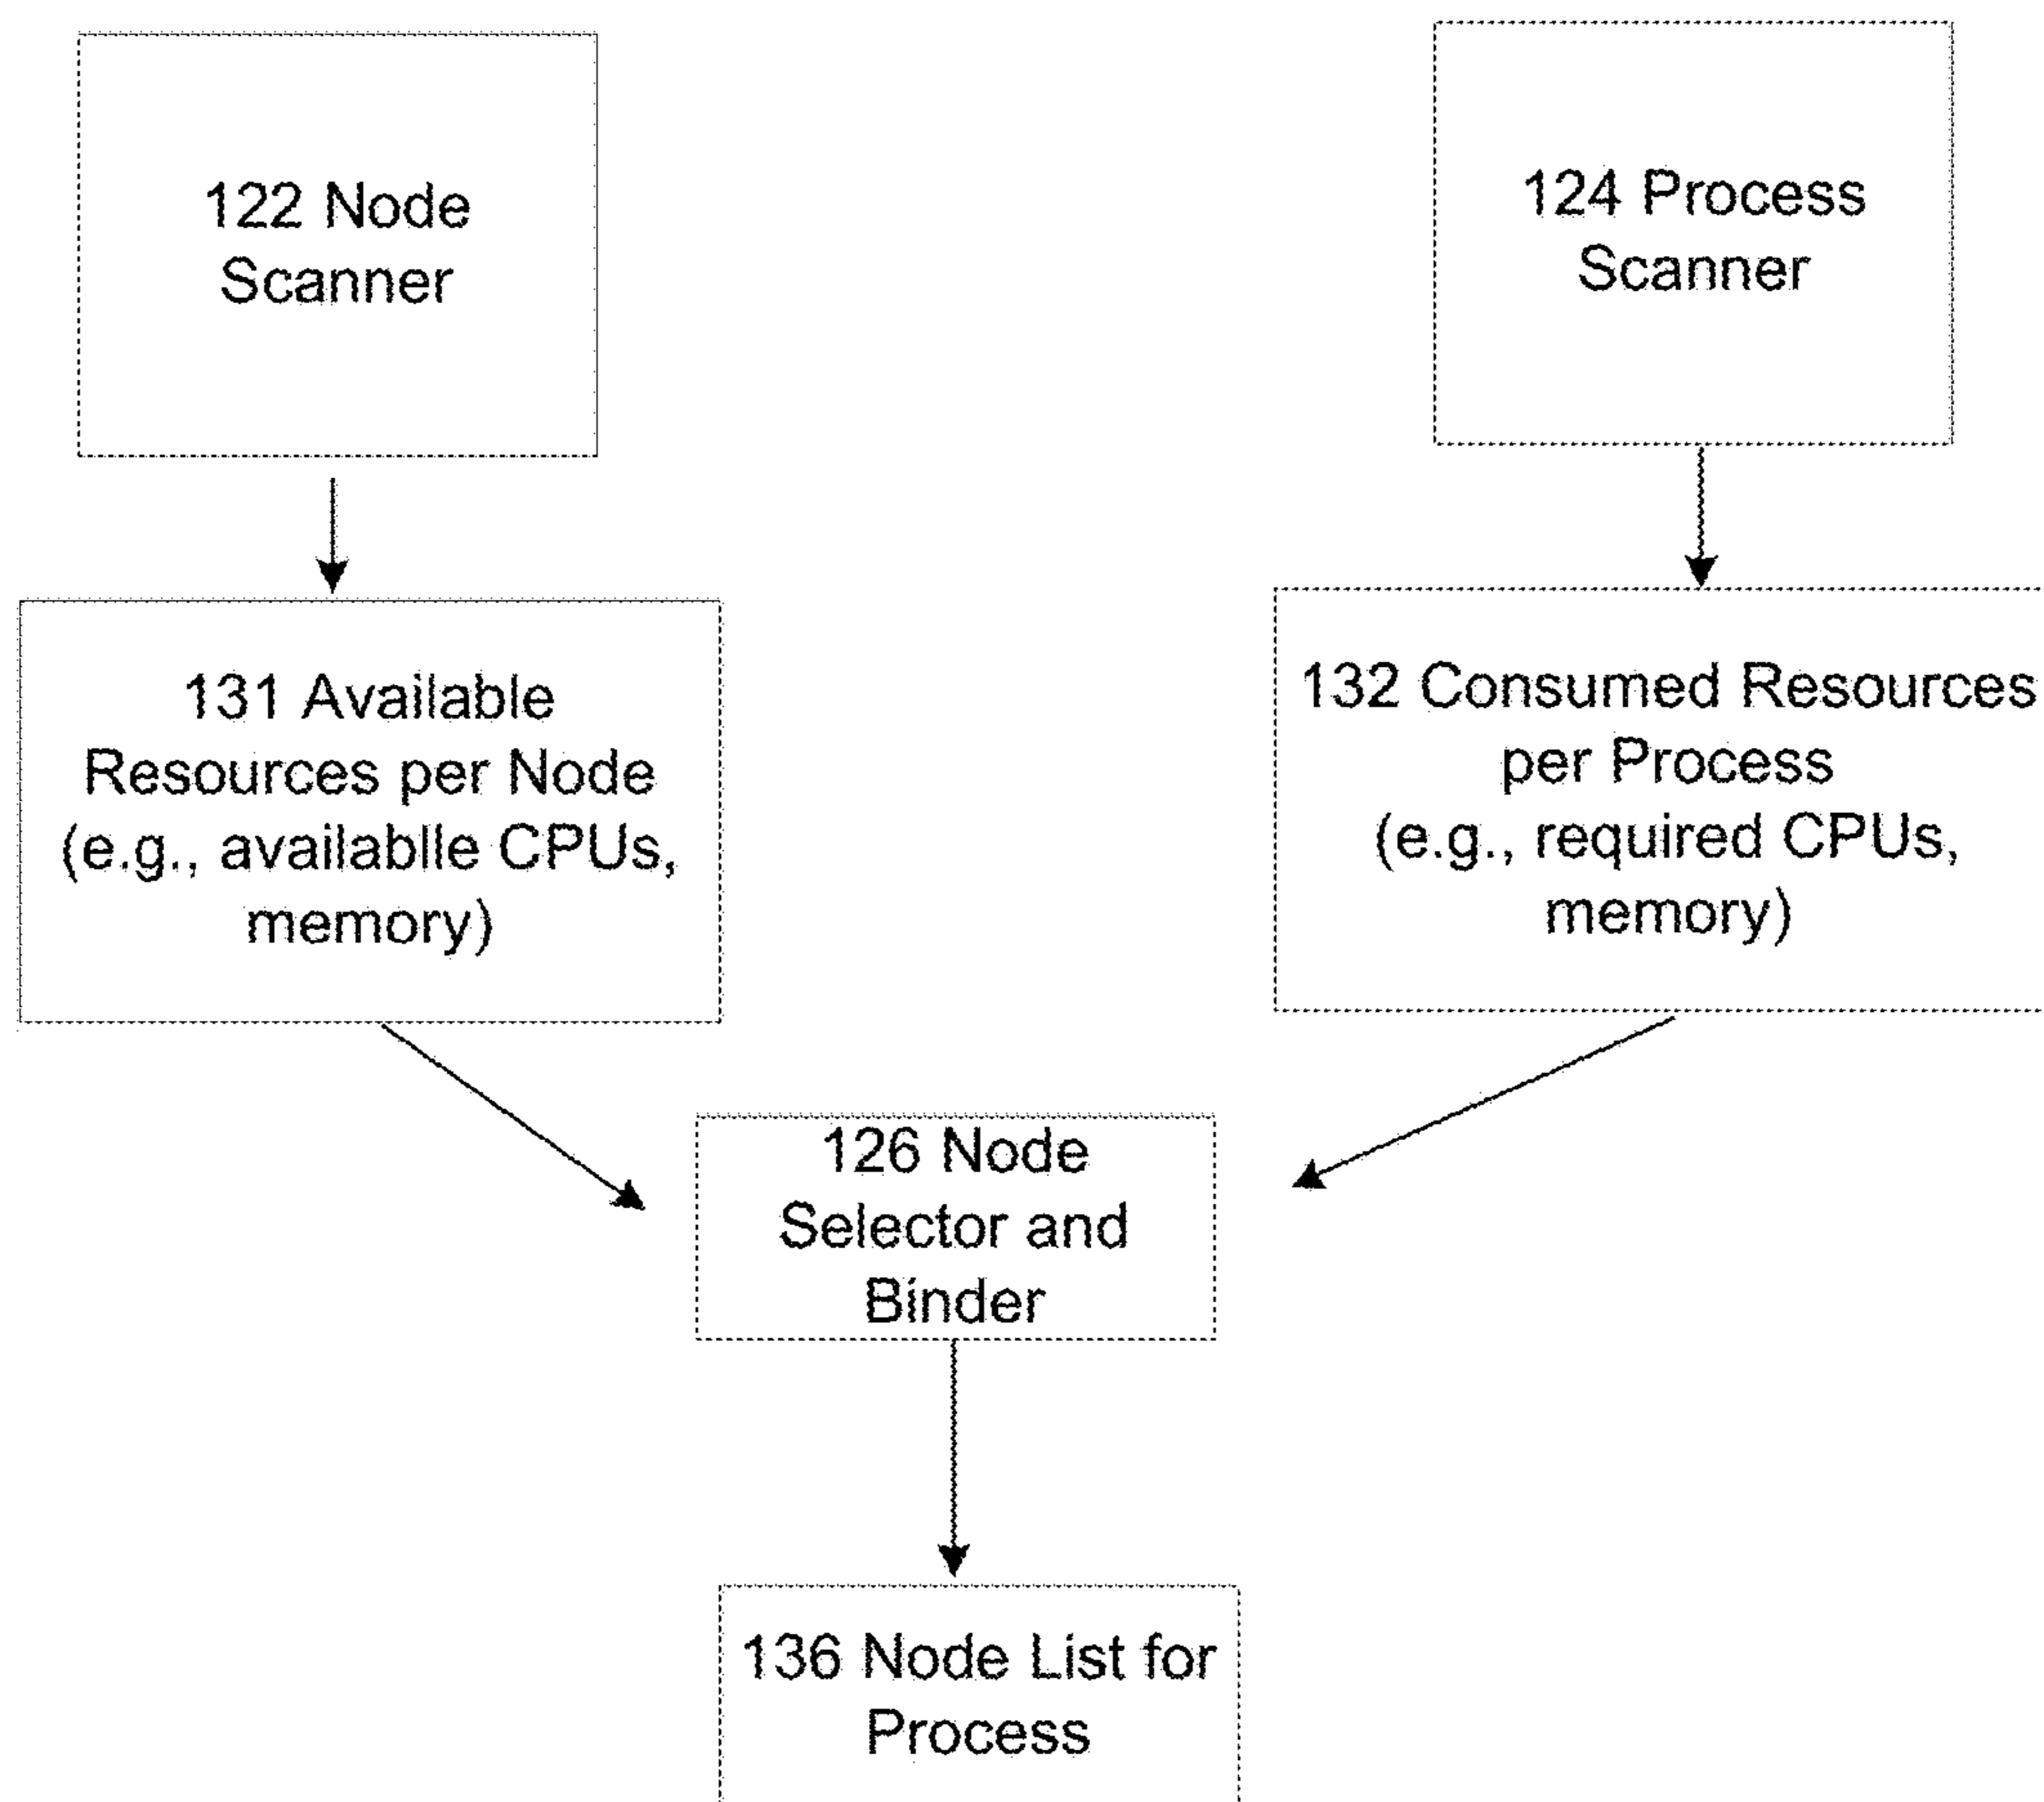 122 Node
Scanner
124 Process
Scanner
131 Available
Resources per Node
(e.g., availablle CPUs,
memory)
132 Consumed Resources
per Process
(e.g., required CPUs,
memory)
126 Node
Selector and
Binder
136 Node List for
Process